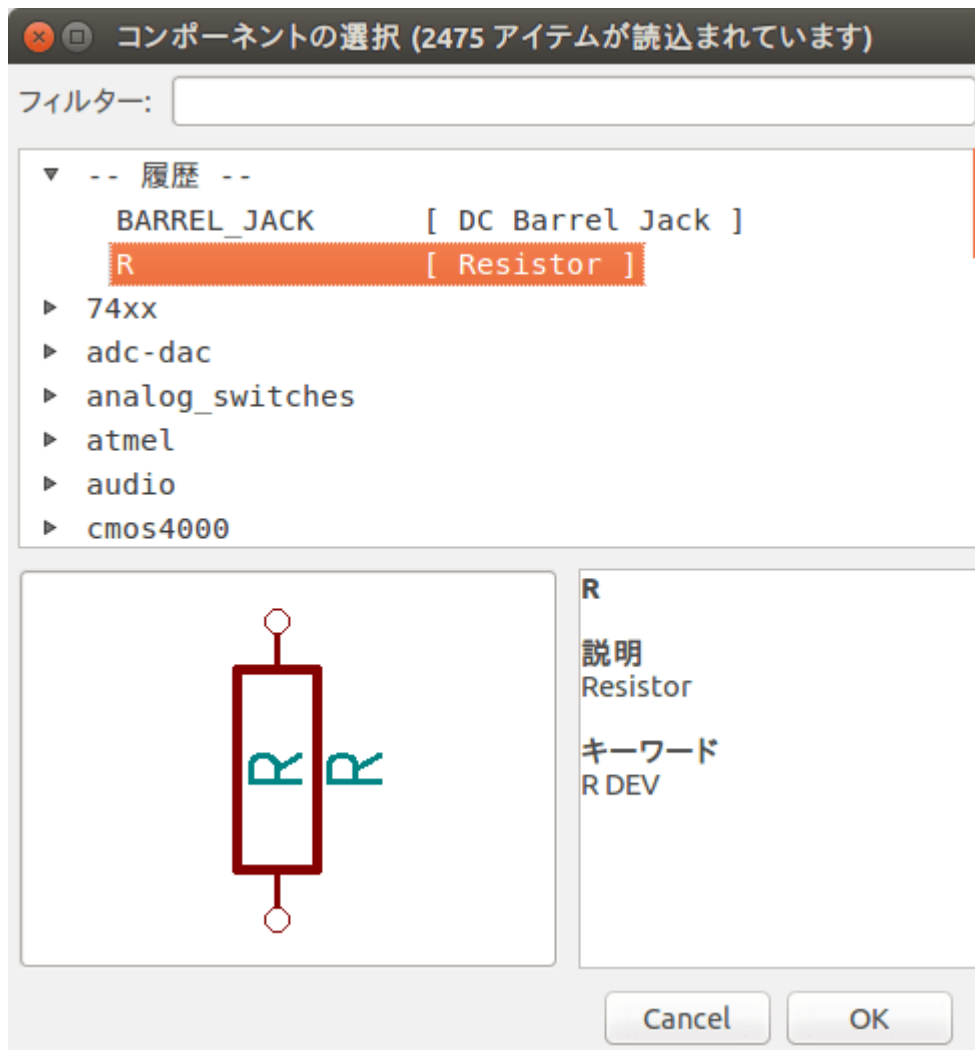 コンポーネントの選択 (2475 アイテムが読込まれています)
フィルター:
-- 履歴 --
BARREL_JACK [ DC Barrel Jack ]
R [ Resistor ]
74xx
adc-dac
analog_switches
atmel
audio
cmos4000
R
R
R
説明
Resistor
キーワード
R DEV
Cancel
OK